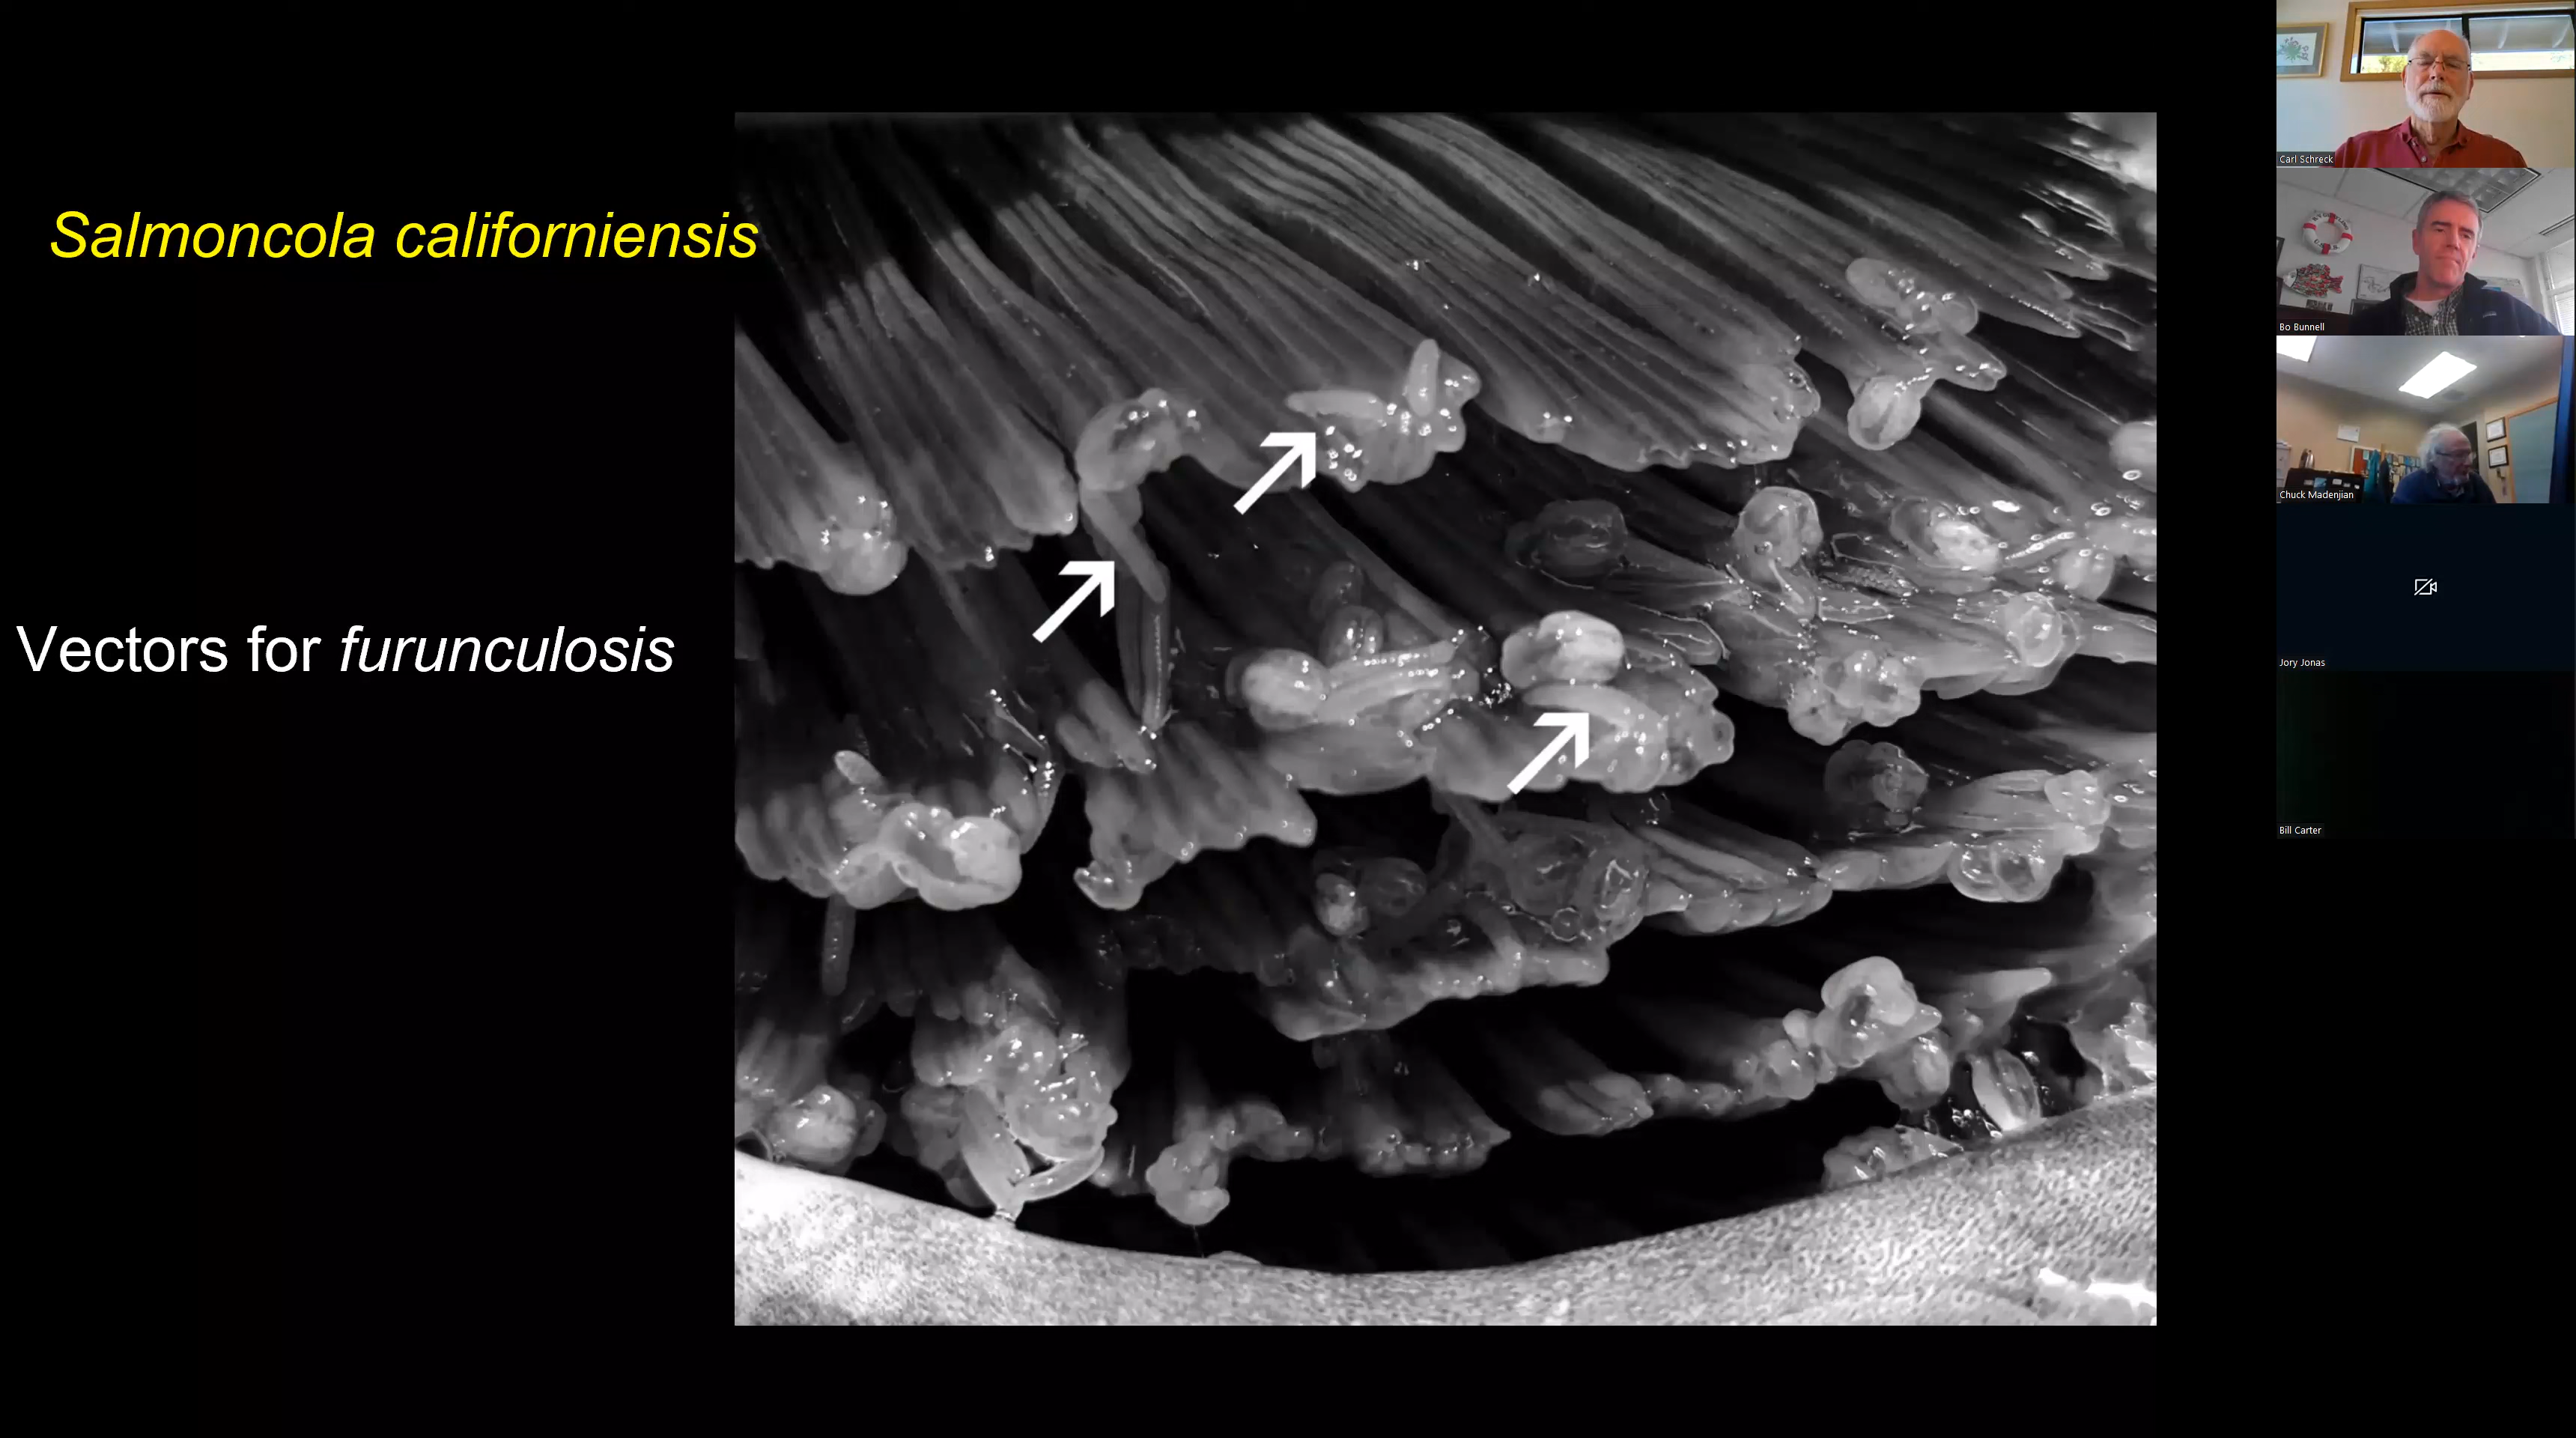 Salmoncola californiensis
Vectors for furunculosis
Carl Schreck
Bo Bunnell
Chuck Madenjian
Jory Jonas
Bill Carter